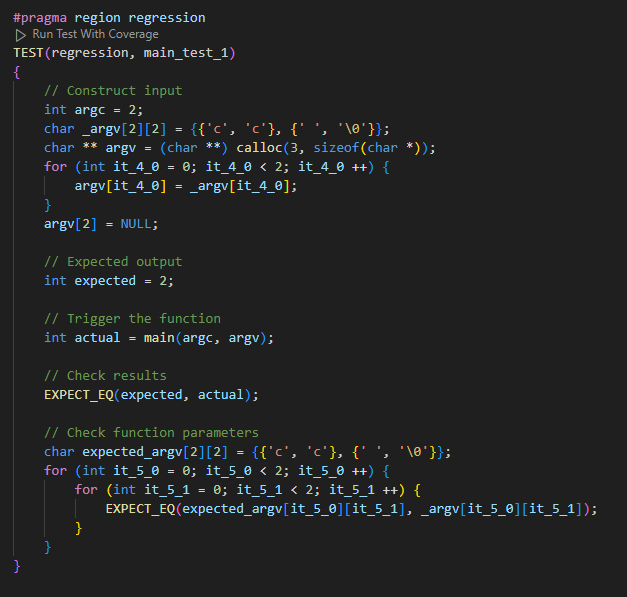 #pragma region regression
Run Test With Coverage
TEST(regression, main_test_1)
{
    // Construct input
    int argc = 2;
    char _argv[2][2] = {{'c', 'c'}, {' ', '\0'}};
    char ** argv = (char **) calloc(3, sizeof(char *));
    for (int it_4_0 = 0; it_4_0 < 2; it_4_0 ++) {
        argv[it_4_0] = _argv[it_4_0];
    }
    argv[2] = NULL;

    // Expected output
    int expected = 2;

    // Trigger the function
    int actual = main(argc, argv);

    // Check results
    EXPECT_EQ(expected, actual);

    // Check function parameters
    char expected_argv[2][2] = {{'c', 'c'}, {' ', '\0'}};
    for (int it_5_0 = 0; it_5_0 < 2; it_5_0 ++) {
        for (int it_5_1 = 0; it_5_1 < 2; it_5_1 ++) {
            EXPECT_EQ(expected_argv[it_5_0][it_5_1], _argv[it_5_0][it_5_1]);
        }
    }
}